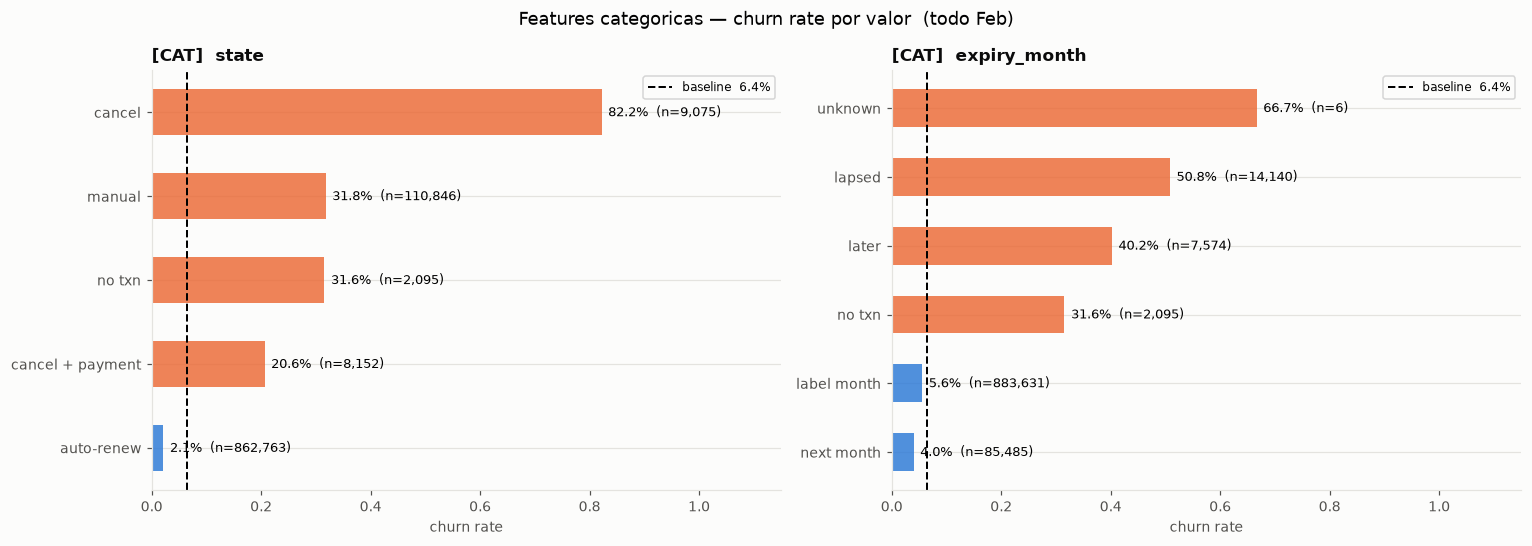 Features categoricas — churn rate por valor  (todo Feb)
[CAT]  state
baseline  6.4%
cancel
82.2%  (n=9,075)
manual
31.8%  (n=110,846)
no txn
31.6%  (n=2,095)
cancel + payment
20.6%  (n=8,152)
auto-renew
2.1%  (n=862,763)
0.0 0.2 0.4 0.6 0.8 1.0
churn rate
[CAT]  expiry_month
baseline  6.4%
unknown
66.7%  (n=6)
lapsed
50.8%  (n=14,140)
later
40.2%  (n=7,574)
no txn
31.6%  (n=2,095)
label month
5.6%  (n=883,631)
next month
4.0%  (n=85,485)
0.0 0.2 0.4 0.6 0.8 1.0
churn rate